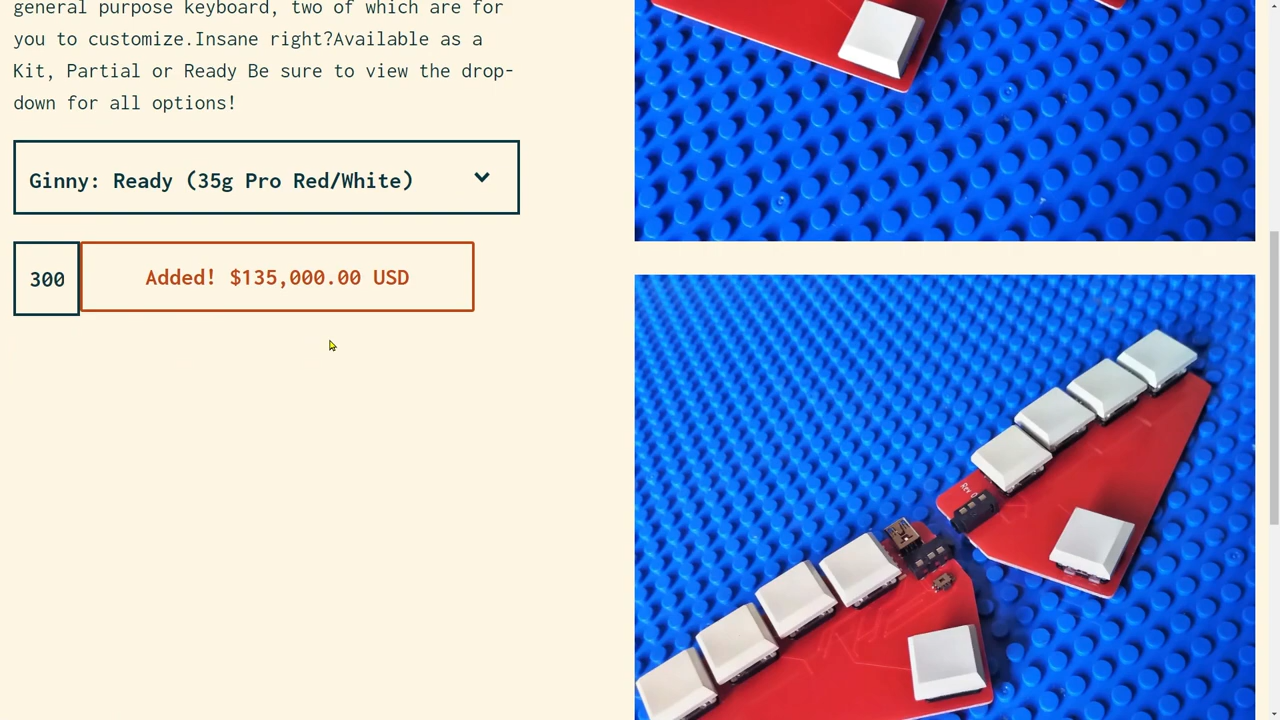 general purpose keyboard, two of which are for
you to customize.Insane right?Available as a
Kit, Partial or Ready Be sure to view the drop-
down for all options!
Ginny: Ready (35g Pro Red/White)
300
Added! $135,000.00 USD